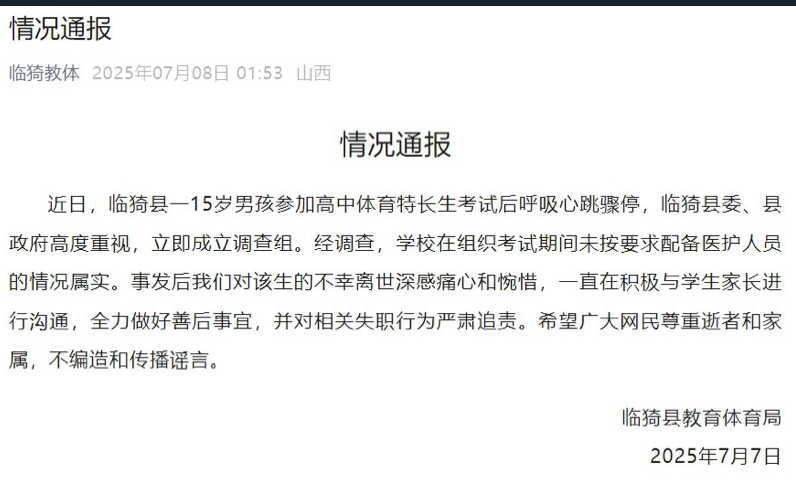 情况通报
临猗教体 2025年07月08日 01:53 山西
情况通报
近日，临猗县一15岁男孩参加高中体育特长生考试后呼吸心跳骤停，临猗县委、县
政府高度重视，立即成立调查组。经调查，学校在组织考试期间未按要求配备医护人员
的情况属实。事发后我们对该生的不幸离世深感痛心和惋惜，一直在积极与学生家长进
行沟通，全力做好善后事宜，并对相关失职行为严肃追责。希望广大网民尊重逝者和家
属，不编造和传播谣言。
临猗县教育体育局
2025年7月7日